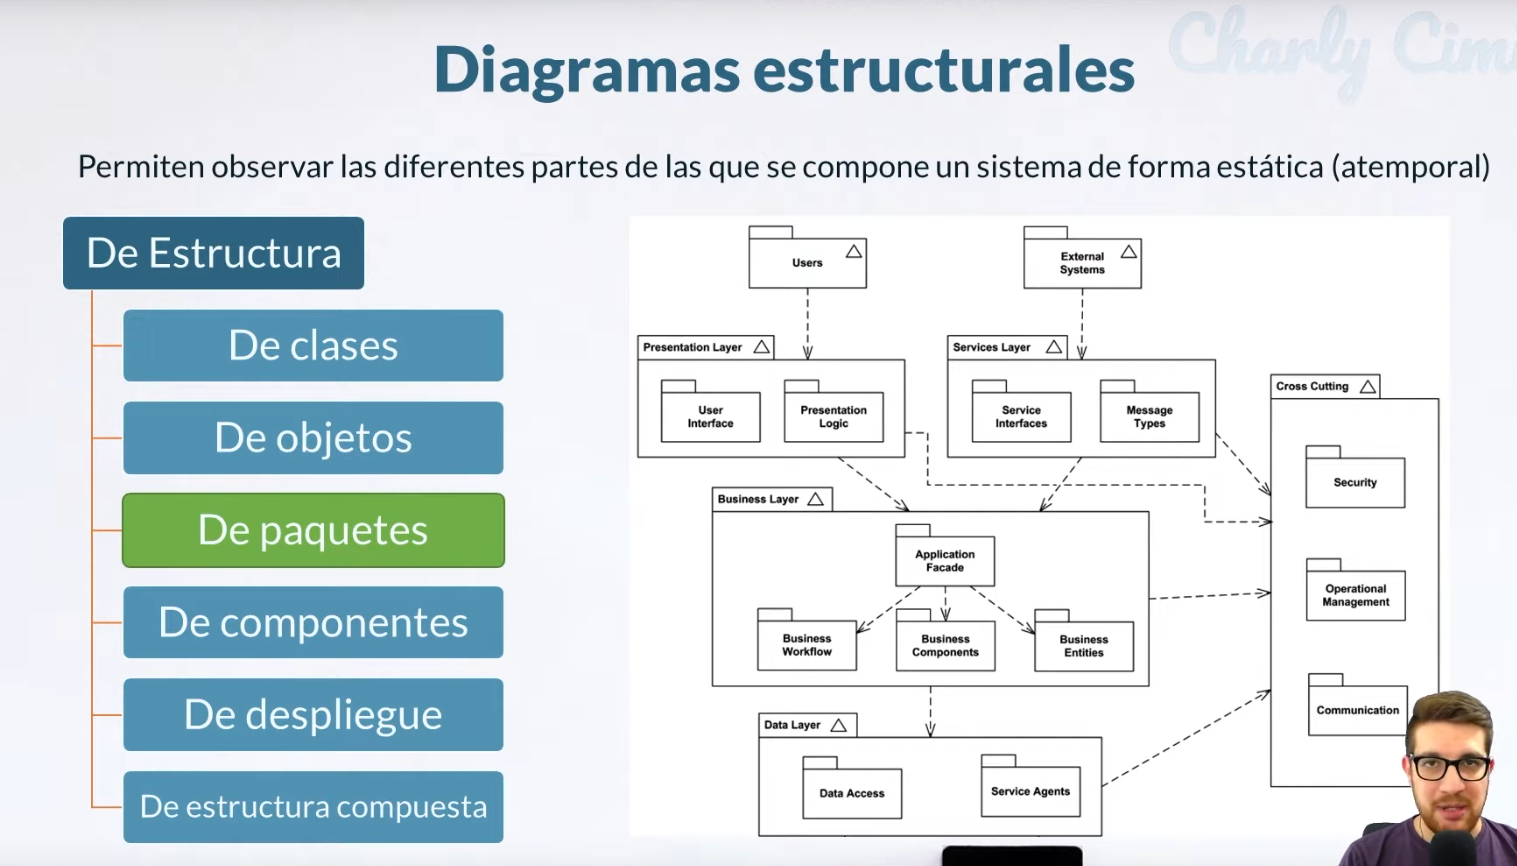 Charly Cim
Diagramas estructurales
Permiten observar las diferentes partes de las que se compone un sistema de forma estática (atemporal)
De Estructura
De clases
De objetos
De paquetes
De componentes
De despliegue
De estructura compuesta
Users
External
Systems
Presentation Layer
User
Interface
Presentation
Logic
Services Layer
Service
Interfaces
Message
Types
Cross Cutting
Security
Operational
Management
Communication
Business Layer
Application
Facade
Business
Workflow
Business
Components
Business
Entities
Data Layer
Data Access
Service Agents